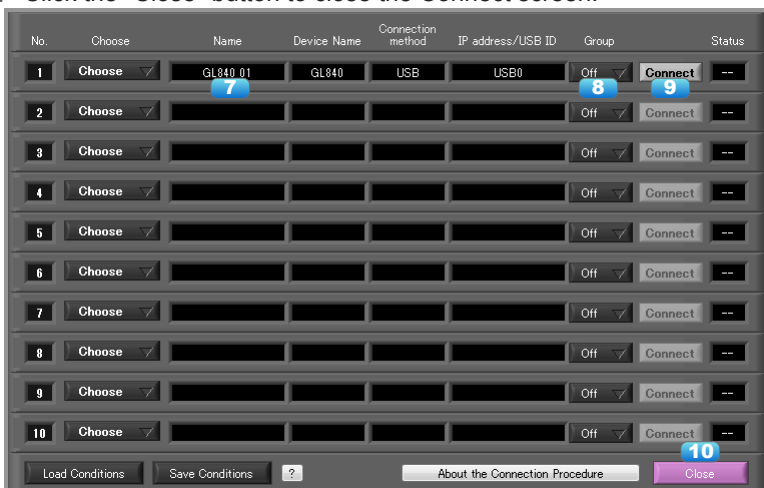 Click the "Close" button to close the Connect screen.
No. Choose Name Device Name Connection method IP address/USB ID Group Status
1 Choose GL840 01 GL840 USB USB0 Off Connect --
7 8 9
2 Choose Off Connect --
3 Choose Off Connect --
4 Choose Off Connect --
5 Choose Off Connect --
6 Choose Off Connect --
7 Choose Off Connect --
8 Choose Off Connect --
9 Choose Off Connect --
10 Choose Off Connect --
10
Load Conditions Save Conditions ? About the Connection Procedure Close